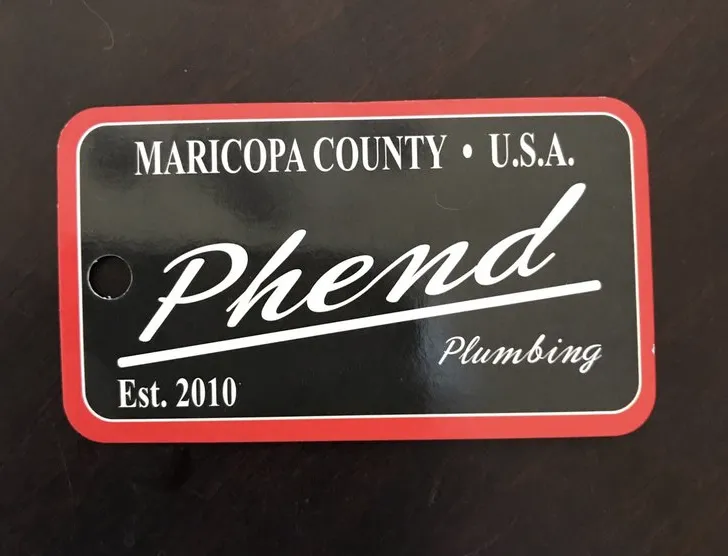 MARICOPA COUNTY • U.S.A.
Phend
Plumbing
Est. 2010